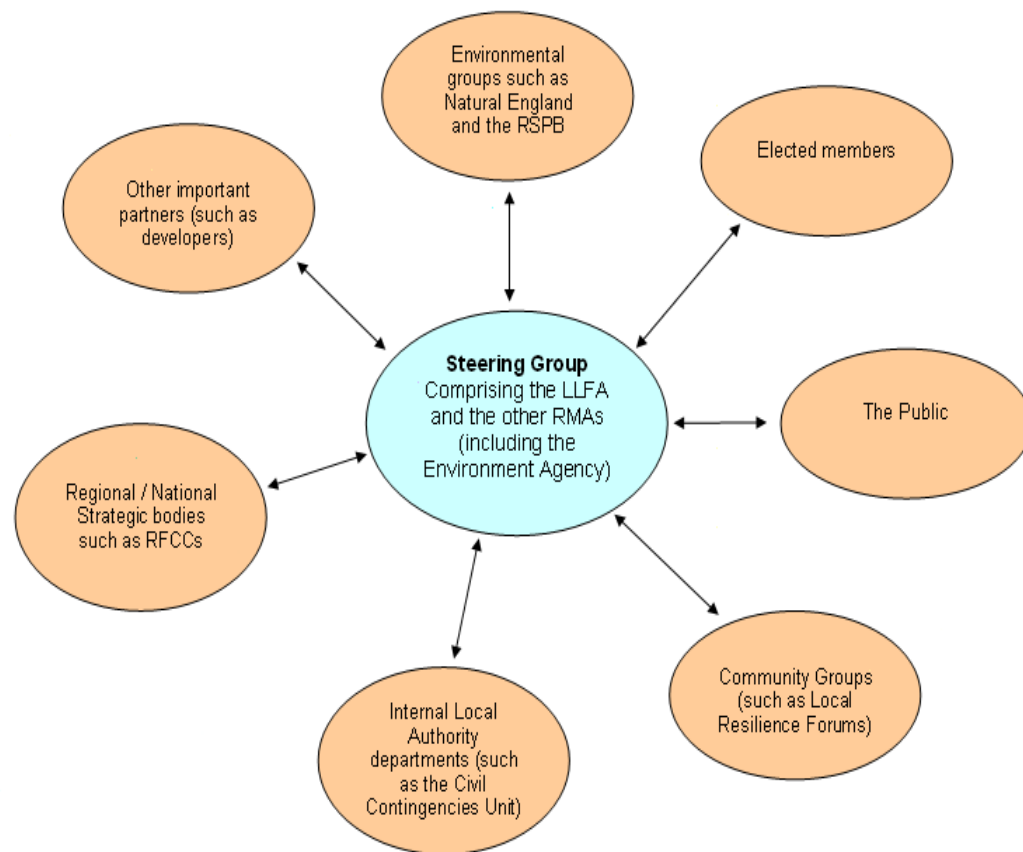 Environmental
groups such as
Natural England
and the RSPB
Elected members
Other important
partners (such as
developers)
Steering Group
Comprising the LLFA
and the other RMAs
(including the
Environment Agency)
The Public
Regional / National
Strategic bodies
such as RFCCs
Community Groups
(such as Local
Resilience Forums)
Internal Local
Authority
departments (such
as the Civil
Contingencies Unit)